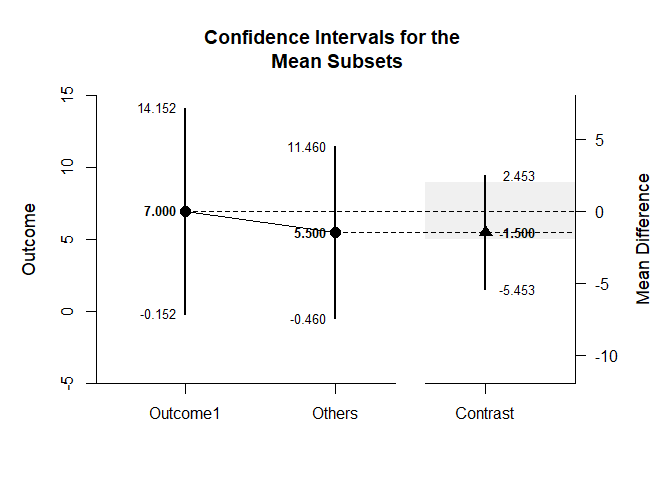 Confidence Intervals for the
Mean Subsets
15
10
5
0
-5
Outcome
14.152
7.000
-0.152
11.460
5.500
-0.460
2.453
-1.500
-5.453
5
0
-5
-10
Mean Difference
Outcome1
Others
Contrast